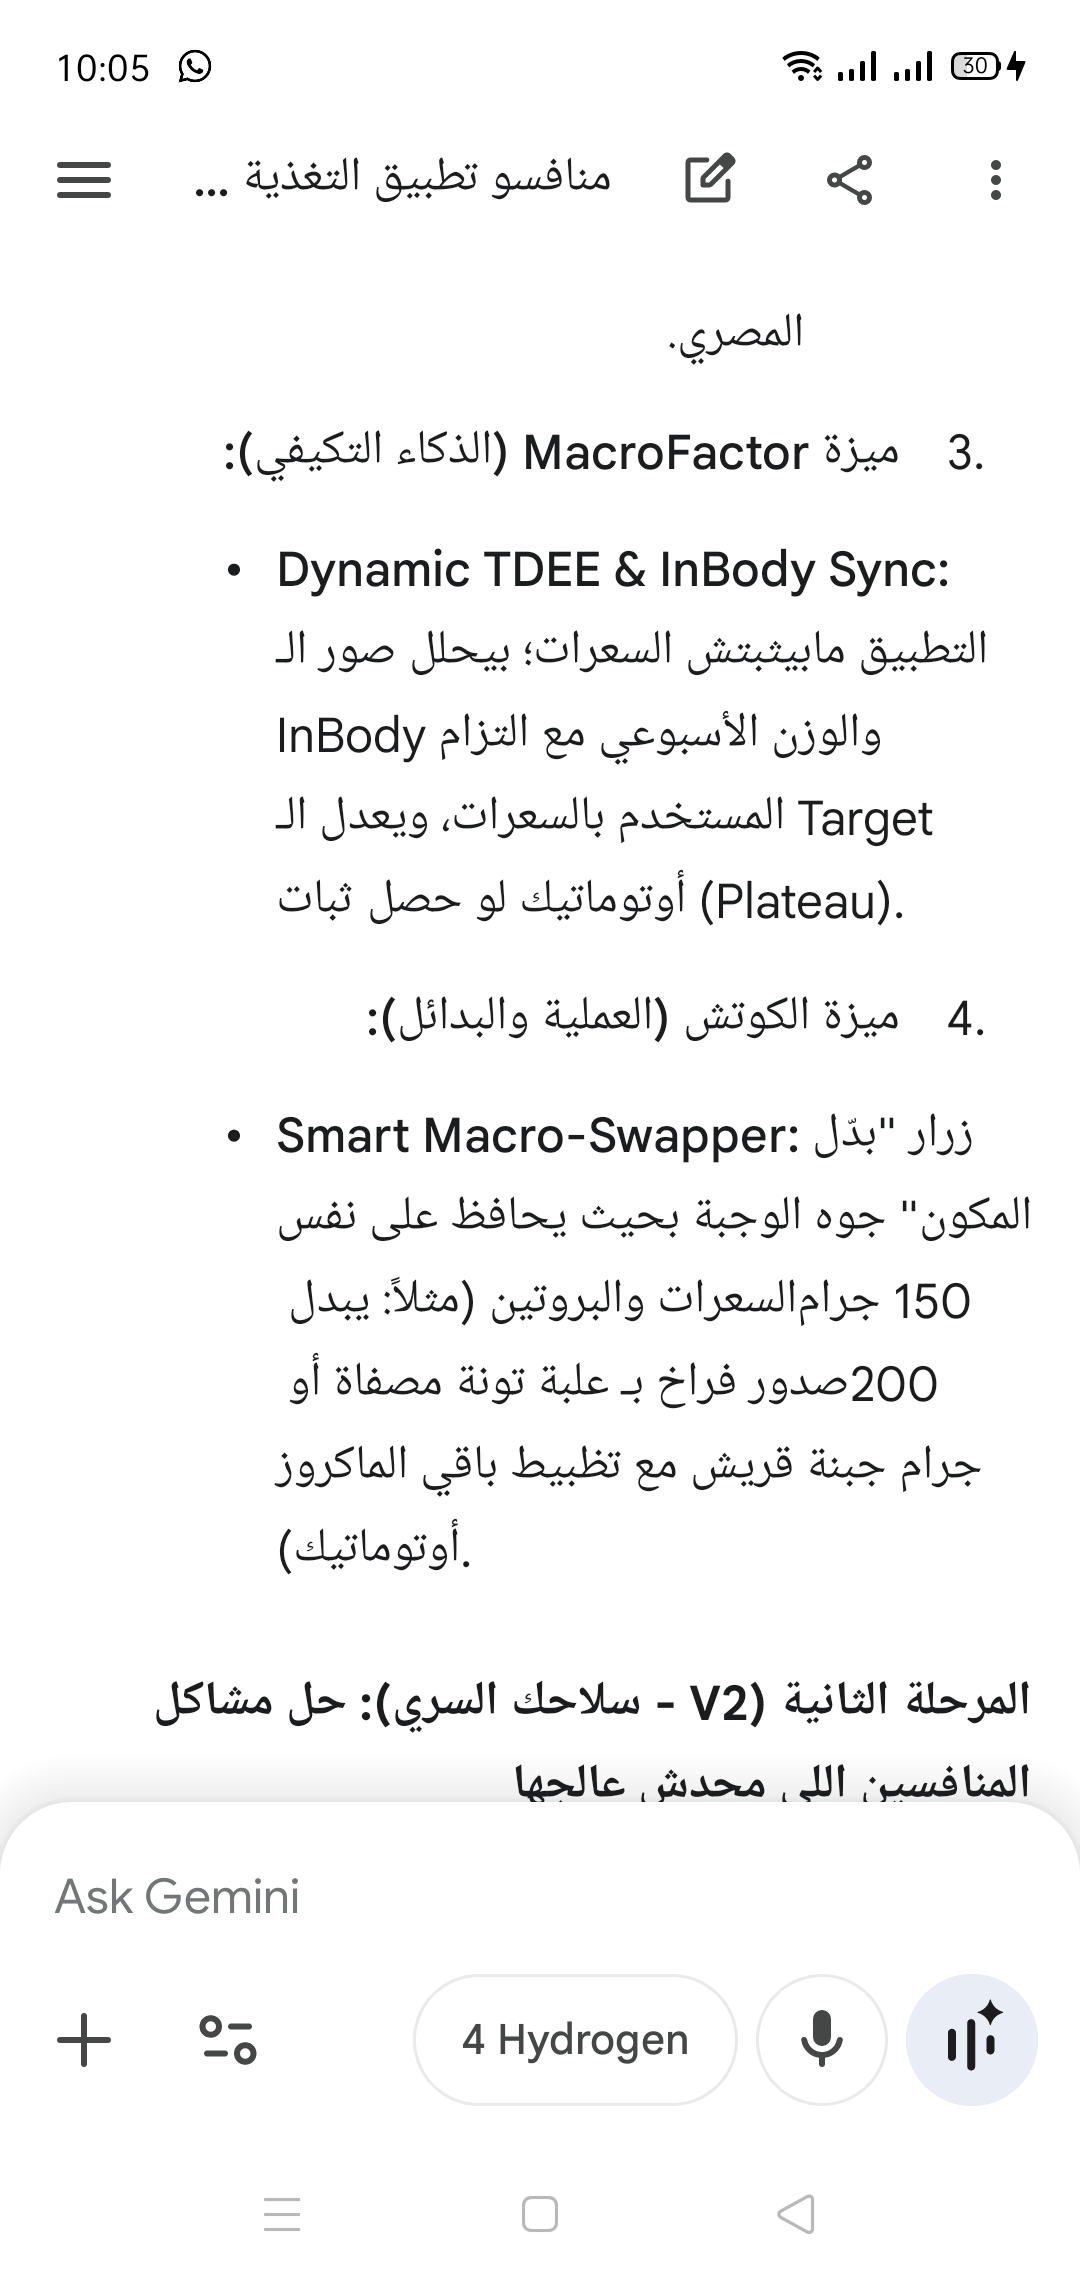 10:05
30
منافسو تطبيق التغذية ...
المصري.
3. ميزة MacroFactor (الذكاء التكيفي):
• Dynamic TDEE & InBody Sync:
التطبيق مابيثبتش السعرات؛ بيحلل صور الـ
InBody والوزن الأسبوعي مع التزام
المستخدم بالسعرات، ويعدل الـ Target
أوتوماتيك لو حصل ثبات (Plateau).
4. ميزة الكوتش (العملية والبدائل):
• Smart Macro-Swapper: زرار "بدّل
المكون" جوه الوجبة بحيث يحافظ على نفس
السعرات والبروتين (مثلاً: يبدل 150 جرام
صدور فراخ بـ علبة تونة مصفاة أو 200
جرام جبنة قريش مع تظبيط باقي الماكروز
أوتوماتيك).
المرحلة الثانية (V2 - سلاحك السري): حل مشاكل
المنافسين اللي محدش عالجها
Ask Gemini
4 Hydrogen